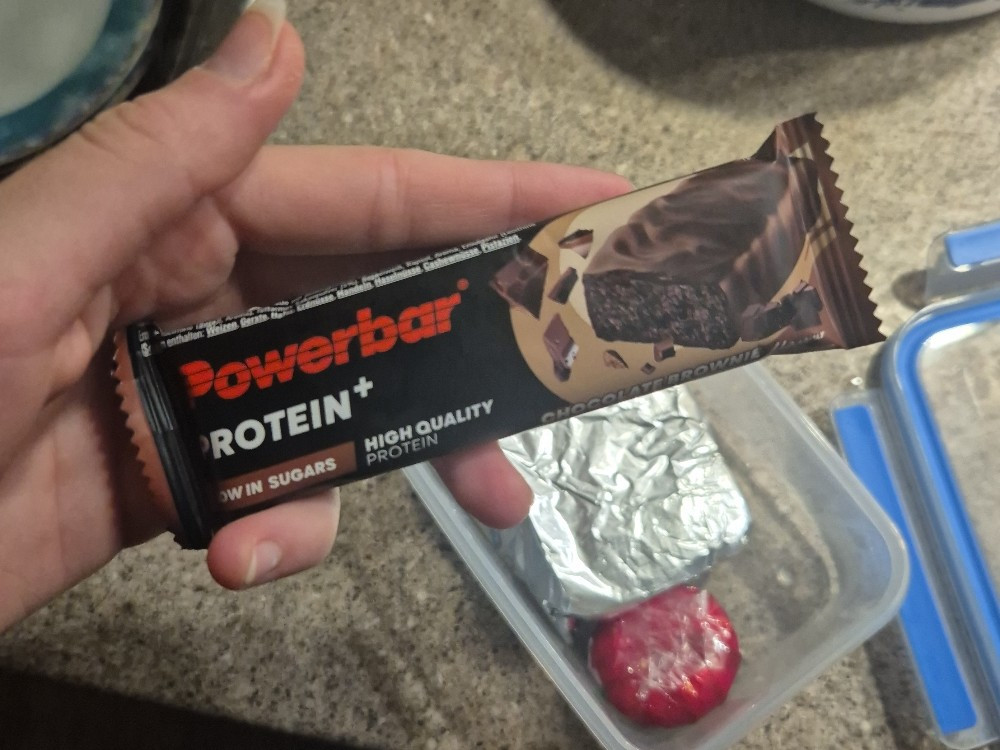 enthalten: Weizen, Gerste, Hafer, Erdnüsse, Mandeln, Haselnüsse, Cashewnüsse, Pistazien.
Powerbar
PROTEIN+
OW IN SUGARS
HIGH QUALITY
PROTEIN
CHOCOLATE BROWNIE Flavour